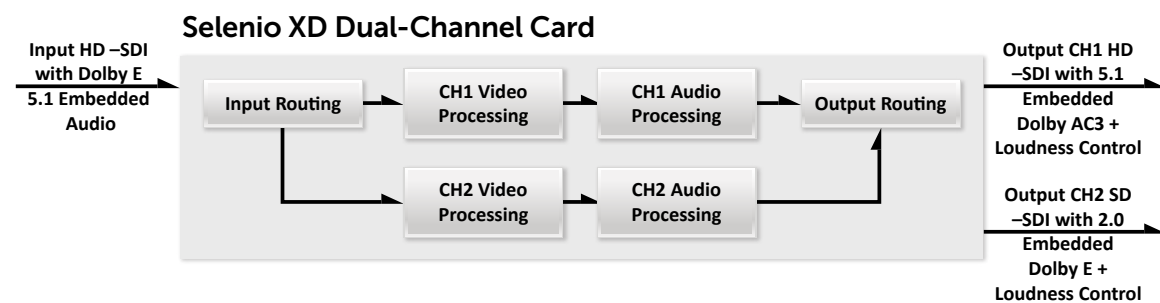 Selenio XD Dual-Channel Card
Input HD –SDI
with Dolby E
5.1 Embedded
Audio
Input Routing
CH1 Video
Processing
CH1 Audio
Processing
Output Routing
CH2 Video
Processing
CH2 Audio
Processing
Output CH1 HD
–SDI with 5.1
Embedded
Dolby AC3 +
Loudness Control
Output CH2 SD
–SDI with 2.0
Embedded
Dolby E +
Loudness Control